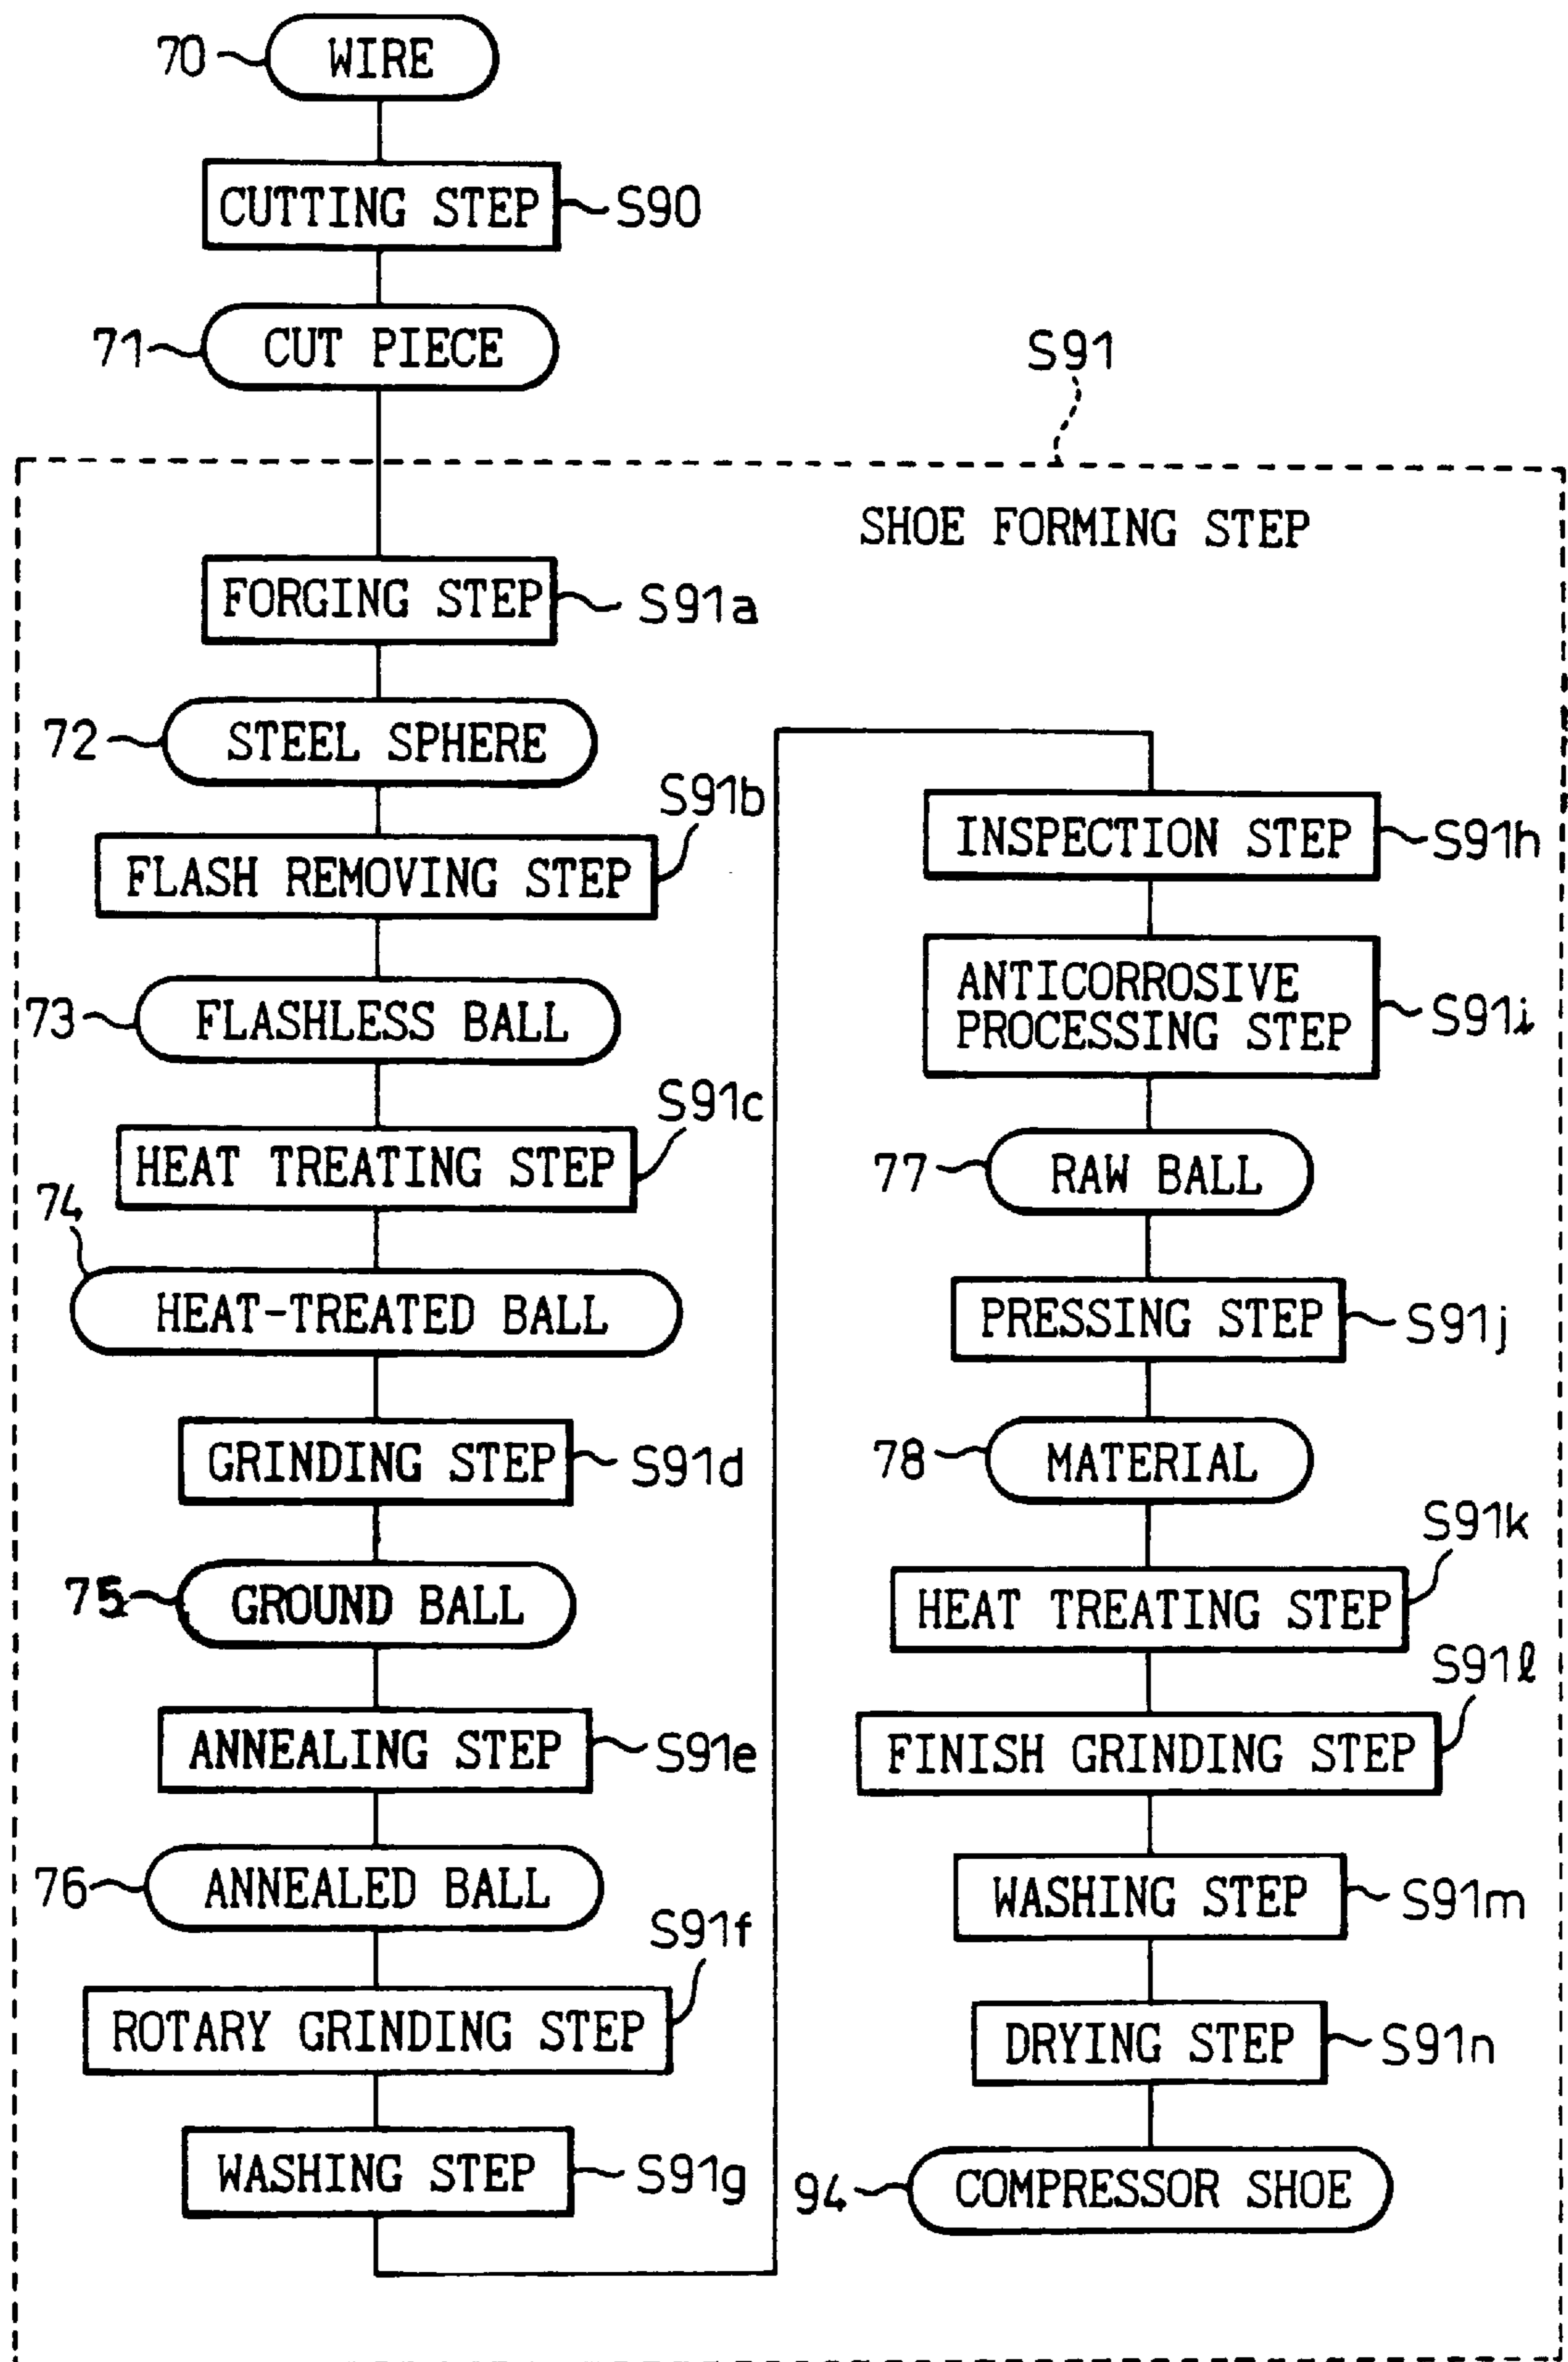 70 WIRE
CUTTING STEP S90
71 CUT PIECE
S91
SHOE FORMING STEP
FORGING STEP S91a
72 STEEL SPHERE
S91b
FLASH REMOVING STEP
73 FLASHLESS BALL
S91c
HEAT TREATING STEP
74
HEAT-TREATED BALL
GRINDING STEP S91d
75 GROUND BALL
ANNEALING STEP S91e
76 ANNEALED BALL
S91f
ROTARY GRINDING STEP
WASHING STEP S91g
INSPECTION STEP S91h
ANTICORROSIVE
PROCESSING STEP S91i
77 RAW BALL
PRESSING STEP S91j
78 MATERIAL
S91k
HEAT TREATING STEP
S91ℓ
FINISH GRINDING STEP
WASHING STEP S91m
DRYING STEP S91n
94 COMPRESSOR SHOE